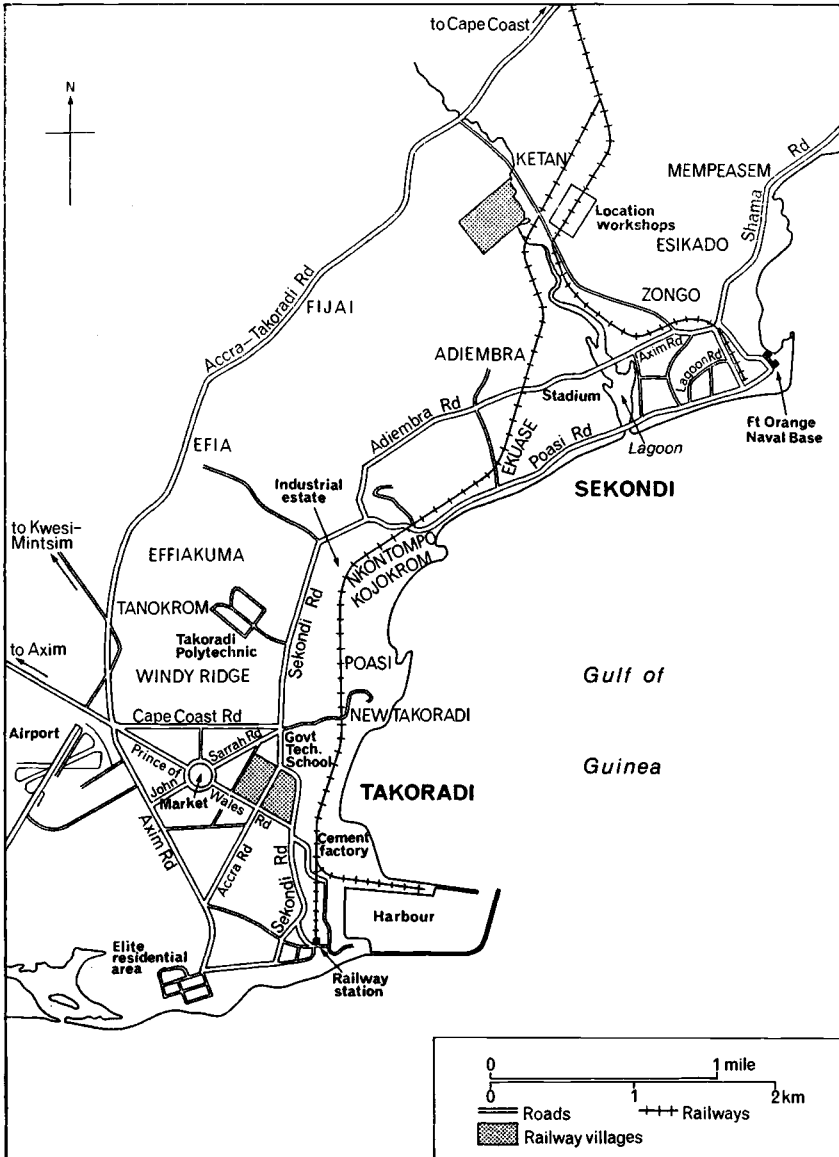 to Cape Coast
N
KETAN
MEMPEASEM
Shama Rd
Location
workshops
ESIKADO
Accra-Takoradi Rd
FIJAI
ZONGO
ADIEMBRA
Axim Rd
Lagoon Rd
Stadium
Adiembra Rd
Lagoon
Ft Orange
Naval Base
EKUASE
Poasi Rd
EFIA
Industrial
estate
SEKONDI
to Kwesi-
Mintsim
EFFIAKUMA
NKONTOMPO
KOJOKROM
TANOKROM
Sekondi Rd
Takoradi
Polytechnic
to Axim
POASI
WINDY RIDGE
Gulf of
NEW TAKORADI
Cape Coast Rd
Airport
Sarrah Rd
Govt
Tech.
School
Guinea
Prince of
Wales Rd
John
Market
TAKORADI
Axim Rd
Accra Rd
Sekondi Rd
Cement
factory
Harbour
Elite
residential
area
Railway
station
0 1 mile
0 1 2 km
Roads
Railways
Railway villages